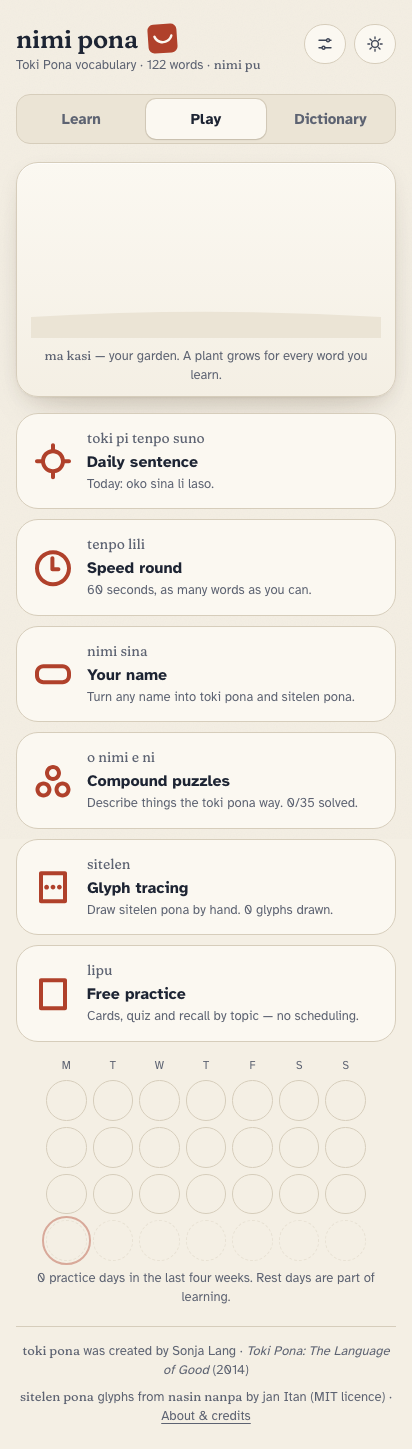 nimi pona
Toki Pona vocabulary · 122 words · nimi pu
Learn
Play
Dictionary
ma kasi — your garden. A plant grows for every word you
learn.
toki pi tenpo suno
Daily sentence
Today: oko sina li laso.
tenpo lili
Speed round
60 seconds, as many words as you can.
nimi sina
Your name
Turn any name into toki pona and sitelen pona.
o nimi e ni
Compound puzzles
Describe things the toki pona way. 0/35 solved.
sitelen
Glyph tracing
Draw sitelen pona by hand. 0 glyphs drawn.
lipu
Free practice
Cards, quiz and recall by topic — no scheduling.
M T W T F S S
0 practice days in the last four weeks. Rest days are part of
learning.
toki pona was created by Sonja Lang · Toki Pona: The Language
of Good (2014)
sitelen pona glyphs from nasin nanpa by jan Itan (MIT licence) ·
About & credits